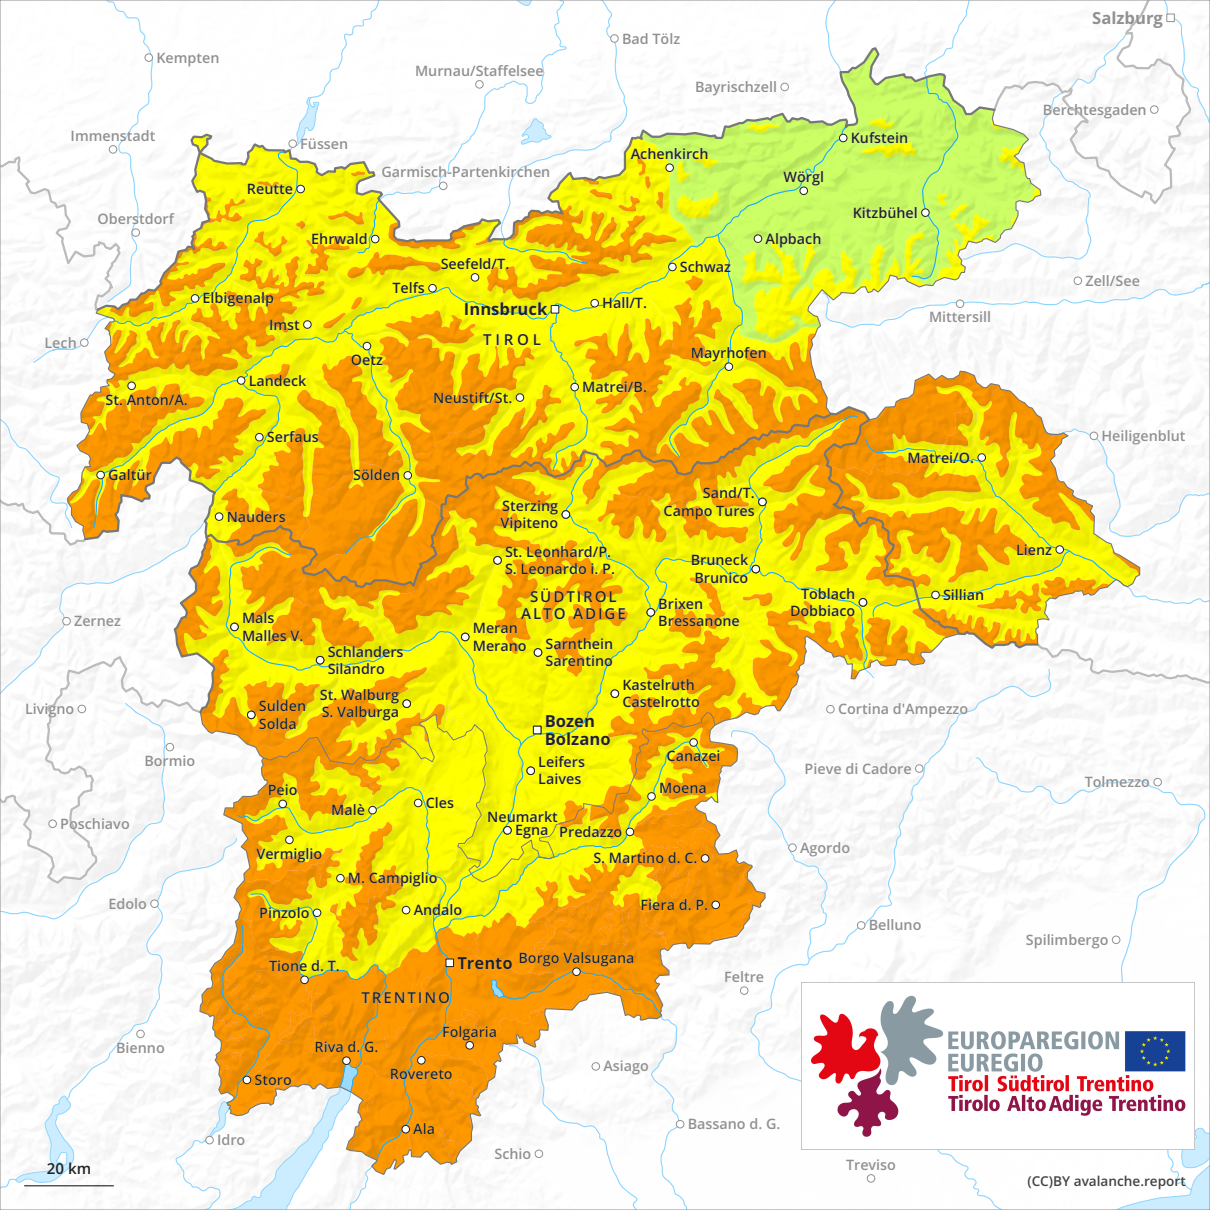 Salzburg
Bad Tölz
Kempten
Murnau/Staffelsee
Bayrischzell
Berchtesgaden
Immenstadt
Füssen
Kufstein
Achenkirch
Garmisch-Partenkirchen
Wörgl
Reutte
Oberstdorf
Kitzbühel
Ehrwald
Alpbach
Seefeld/T.
Schwaz
Zell/See
Telfs
Elbigenalp
Innsbruck
Hall/T.
Mittersill
Imst
TIROL
Lech
Oetz
Mayrhofen
Landeck
Matrei/B.
St. Anton/A.
Neustift/St.
Serfaus
Heiligenblut
Matrei/O.
Galtür
Sölden
Sand/T.
Campo Tures
Sterzing
Vipiteno
Nauders
St. Leonhard/P.
S. Leonardo i. P.
Lienz
Bruneck
Brunico
SÜDTIROL
ALTO ADIGE
Toblach
Dobbiaco
Sillian
Brixen
Bressanone
Zernez
Mals
Malles V.
Meran
Merano
Sarnthein
Sarentino
Schlanders
Silandro
Kastelruth
Castelrotto
St. Walburg
S. Valburga
Sulden
Solda
Livigno
Cortina d'Ampezzo
Bozen
Bolzano
Bormio
Canazei
Leifers
Laives
Pieve di Cadore
Tolmezzo
Peio
Moena
Malè
Cles
Neumarkt
Egna
Predazzo
Poschiavo
Agordo
Vermiglio
S. Martino d. C.
M. Campiglio
Edolo
Pinzolo
Andalo
Fiera d. P.
Belluno
Spilimbergo
Trento
Borgo Valsugana
Tione d. T.
Feltre
TRENTINO
Folgaria
Bienno
Riva d. G.
Rovereto
Asiago
Storo
Ala
Bassano d. G.
Idro
Schio
Treviso
EUROPAREGION
EUREGIO
Tirol Südtirol Trentino
Tirolo Alto Adige Trentino
20 km
(CC)BY avalanche.report